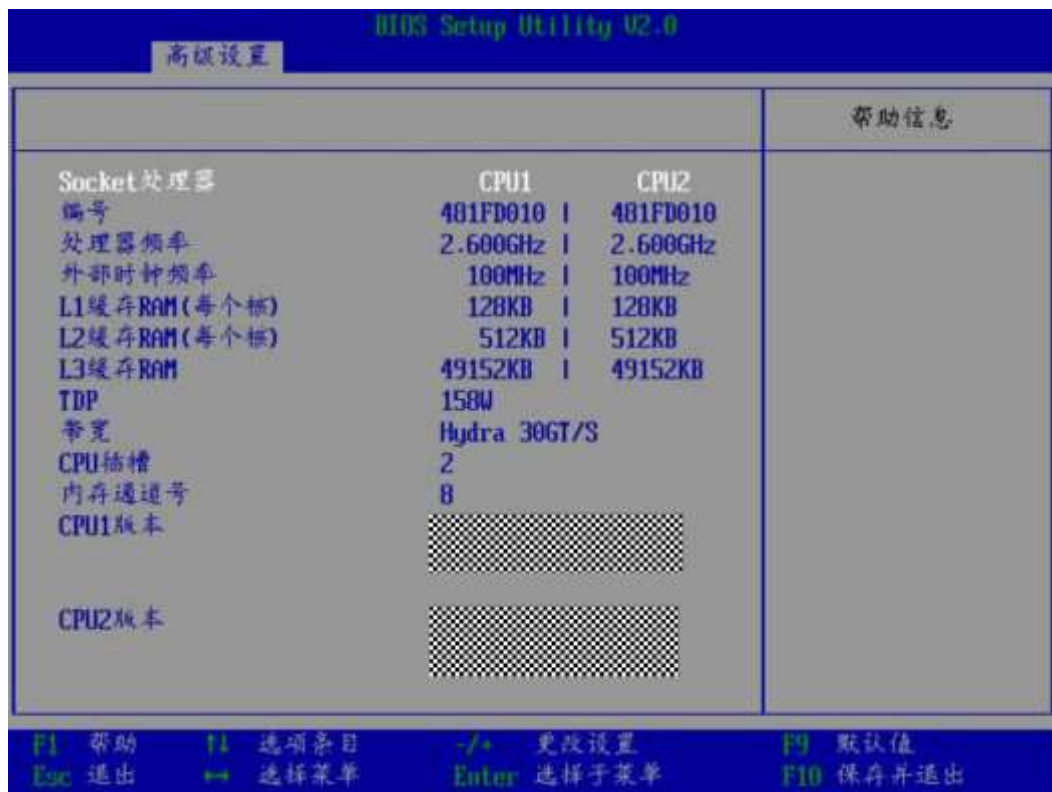 BIOS Setup Utility V2.0
高级设置
帮助信息
Socket处理器 CPU1 CPU2
编号 481FD010 | 481FD010
处理器频率 2.600GHz | 2.600GHz
外部时钟频率 100MHz | 100MHz
L1缓存RAM(每个核) 128KB | 128KB
L2缓存RAM(每个核) 512KB | 512KB
L3缓存RAM 49152KB | 49152KB
TDP 158W
带宽 Hydra 30GT/S
CPU插槽 2
内存通道号 8
CPU1版本
CPU2版本
F1 帮助 ↑↓ 选项条目 -/+ 更改设置 F9 默认值
Esc 退出 ←→ 选择菜单 Enter 选择子菜单 F10 保存并退出